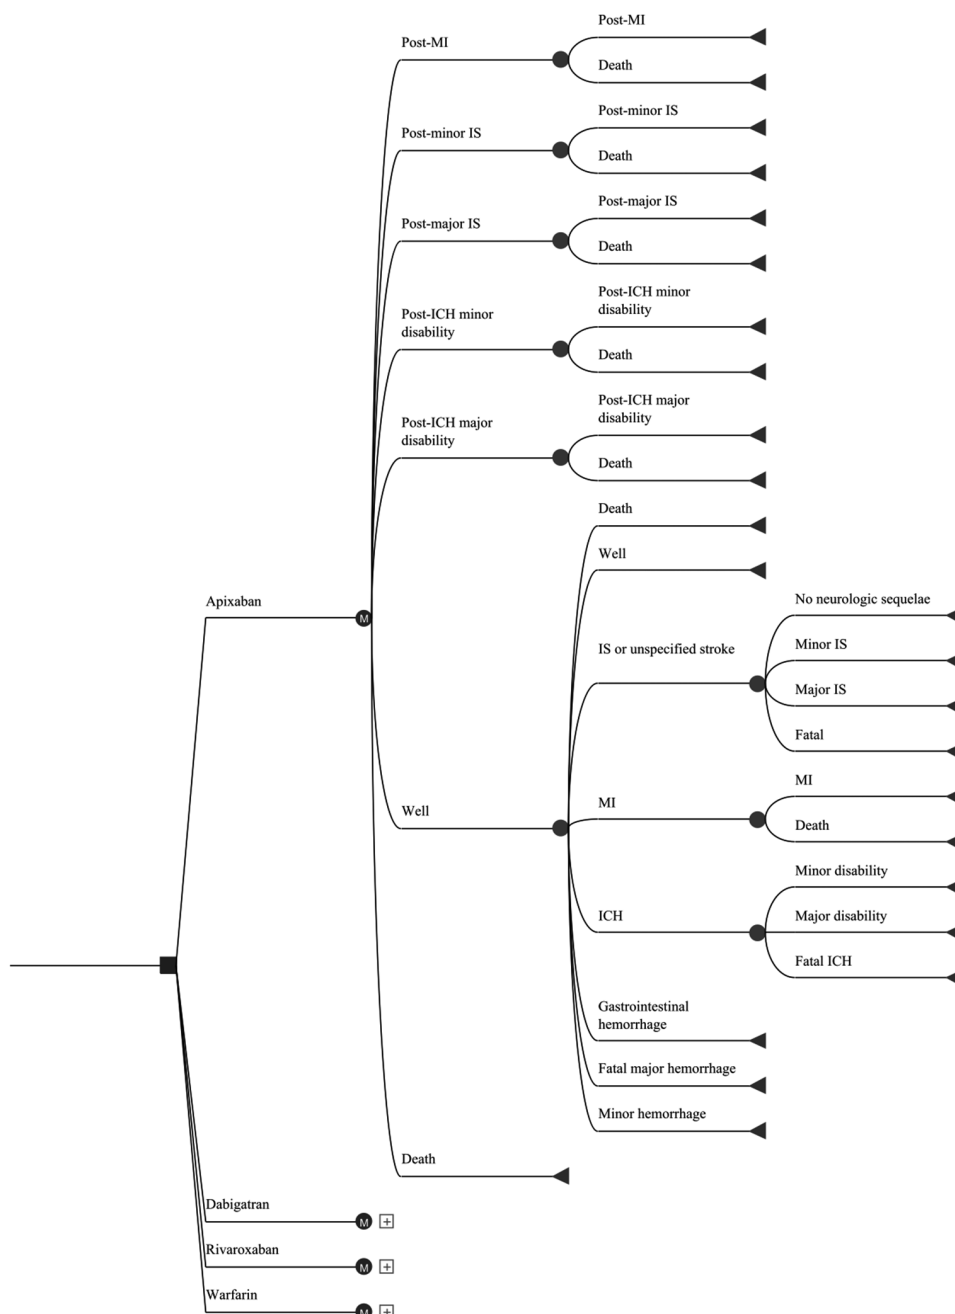 Post-MI
Post-MI
Death
Post-minor IS
Post-minor IS
Death
Post-major IS
Post-major IS
Death
Post-ICH minor
disability
Post-ICH minor
disability
Death
Post-ICH major
disability
Post-ICH major
disability
Death
Death
Well
Apixaban
M
No neurologic sequelae
IS or unspecified stroke
Minor IS
Major IS
Fatal
MI
MI
Death
Well
Minor disability
ICH
Major disability
Fatal ICH
Gastrointestinal
hemorrhage
Fatal major hemorrhage
Minor hemorrhage
Death
Dabigatran
M
Rivaroxaban
M
Warfarin
M